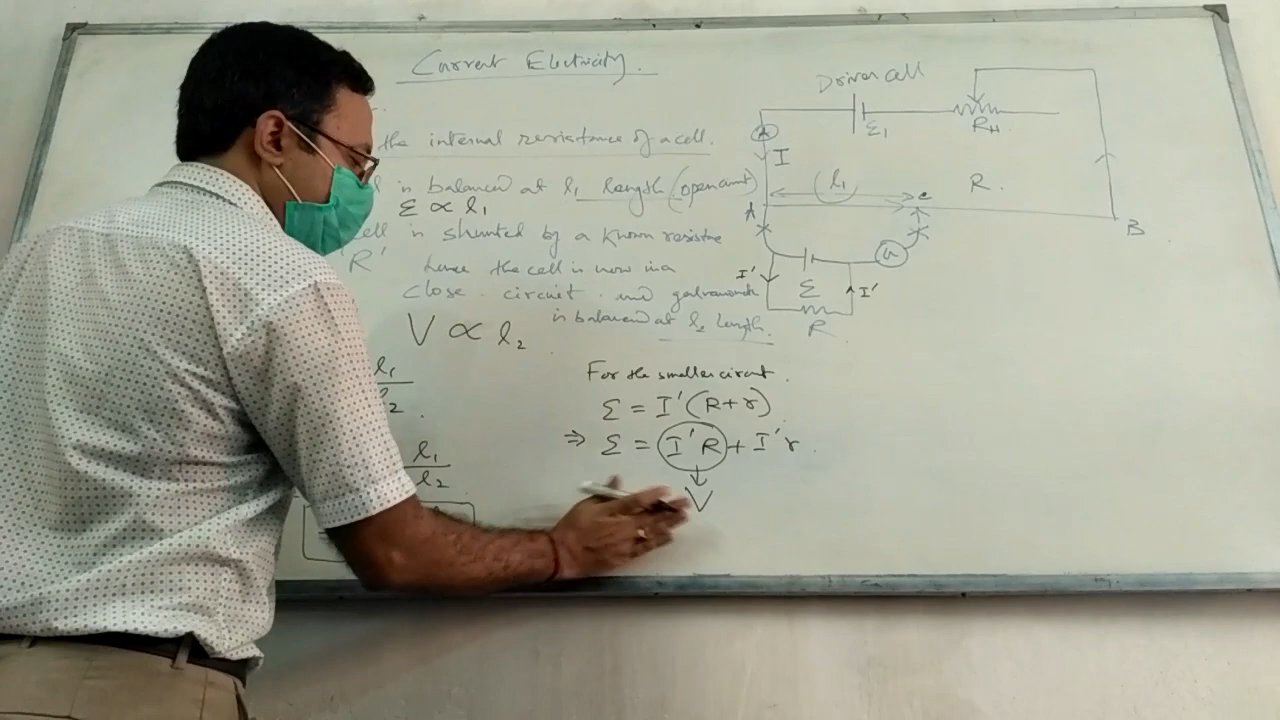 Current Electricity.
the internal resistance of a cell.
is balanced at l₁ length (open circuit)
Ɛ ∝ l₁
cell is shunted by a known resistance
'R' hence the cell is now in a
close circuit and galvanometer
is balanced at l₂ length.
V ∝ l₂
l₁
l₂
l₁
l₂
For the smaller circuit.
Ɛ = I'(R+r)
⇒ Ɛ = I'R + I'r
↓
V
Driver cell
Ɛ₁
R_H
A
I
l₁
c
R.
A
B
G
I'
Ɛ
I'
R